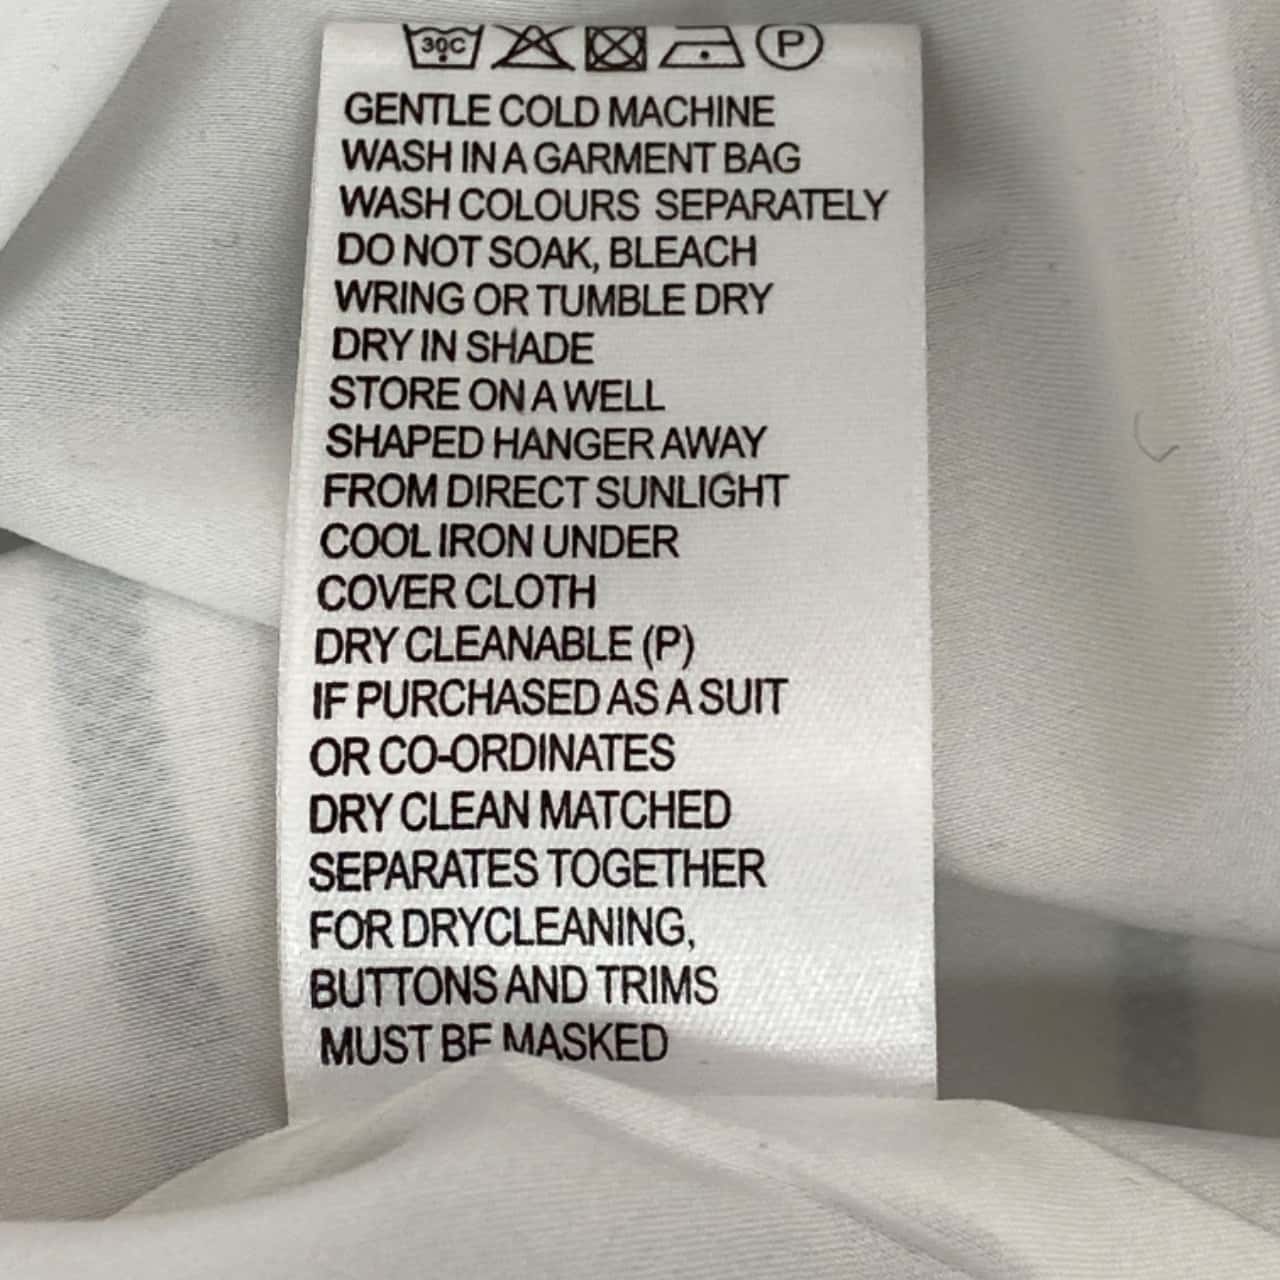 30C P
GENTLE COLD MACHINE
WASH IN A GARMENT BAG
WASH COLOURS SEPARATELY
DO NOT SOAK, BLEACH
WRING OR TUMBLE DRY
DRY IN SHADE
STORE ON A WELL
SHAPED HANGER AWAY
FROM DIRECT SUNLIGHT
COOL IRON UNDER
COVER CLOTH
DRY CLEANABLE (P)
IF PURCHASED AS A SUIT
OR CO-ORDINATES
DRY CLEAN MATCHED
SEPARATES TOGETHER
FOR DRYCLEANING,
BUTTONS AND TRIMS
MUST BE MASKED